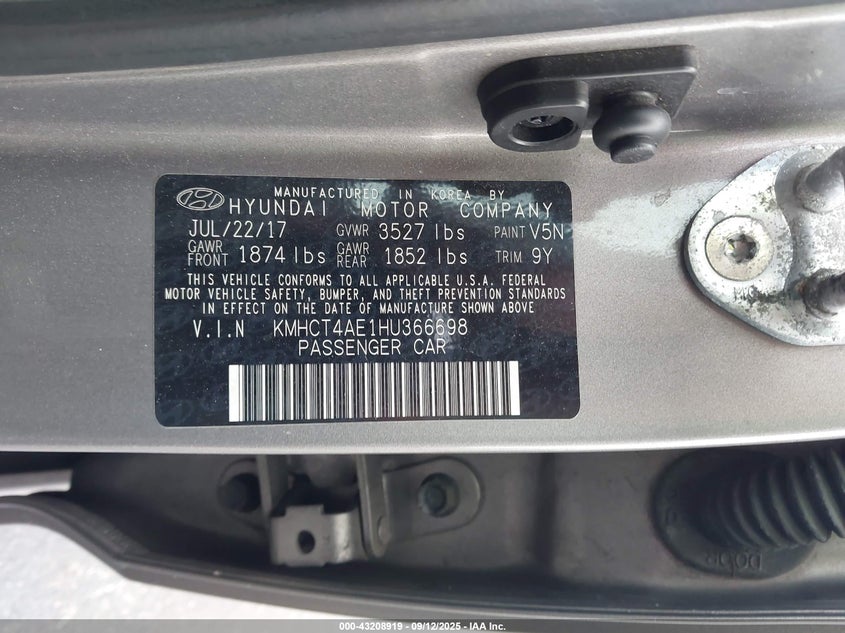 MANUFACTURED IN KOREA BY
HYUNDAI MOTOR COMPANY
JUL/22/17 GVWR 3527 lbs PAINT V5N
GAWR FRONT 1874 lbs GAWR REAR 1852 lbs TRIM 9Y
THIS VEHICLE CONFORMS TO ALL APPLICABLE U.S.A. FEDERAL
MOTOR VEHICLE SAFETY, BUMPER, AND THEFT PREVENTION STANDARDS
IN EFFECT ON THE DATE OF MANUFACTURE SHOWN ABOVE
V.I.N KMHCT4AE1HU366698
PASSENGER CAR
000-43208919 - 09/12/2025 - WWW.IAAI.COM